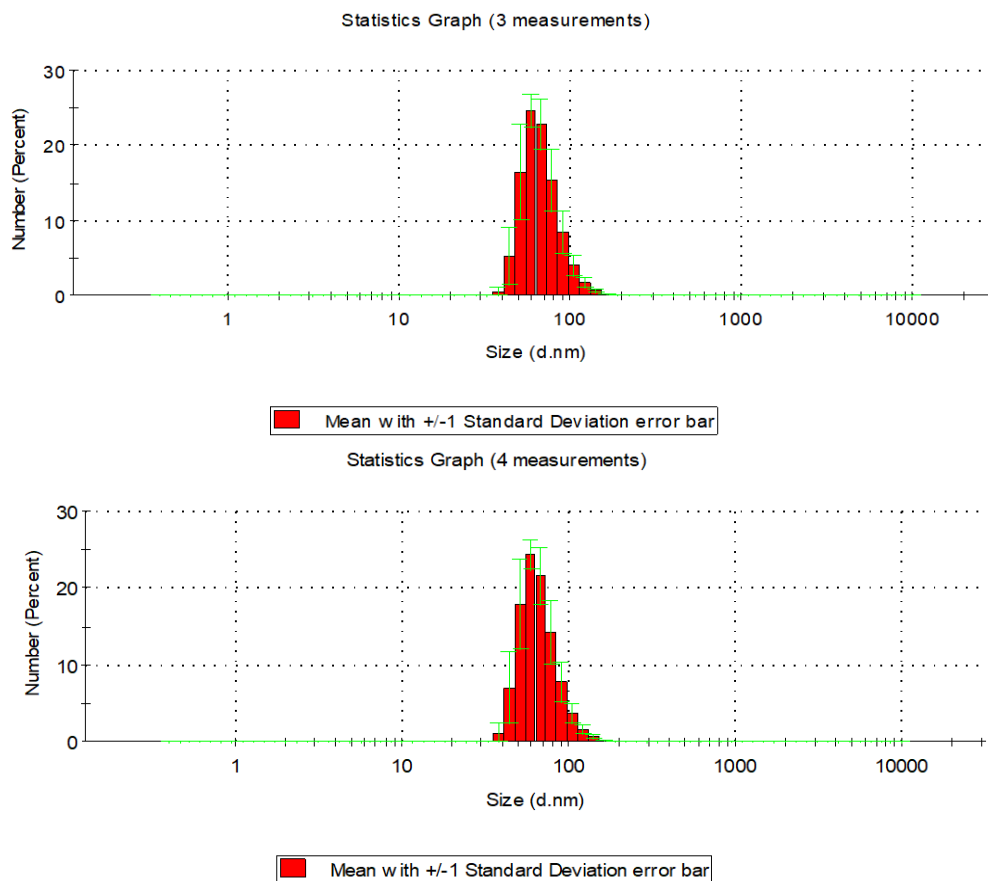 Statistics Graph (3 measurements)
30
20
10
0
Number (Percent)
1 10 100 1000 10000
Size (d.nm)
Mean with +/-1 Standard Deviation error bar
Statistics Graph (4 measurements)
30
20
10
0
Number (Percent)
1 10 100 1000 10000
Size (d.nm)
Mean with +/-1 Standard Deviation error bar